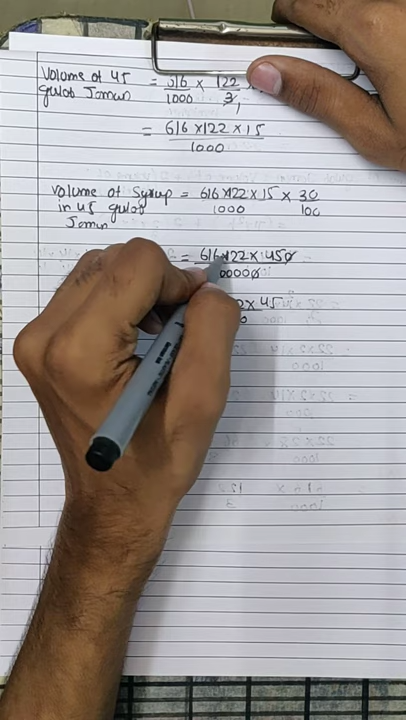 Volume of 45 = 616/1000 × 122/3
gulab Jamun
= 616 × 122 × 15 / 1000
Volume of Syrup = 616 × 122 × 15 / 1000 × 30/100
in 45 gulab
Jamun
= 616 × 122 × 450
× 45